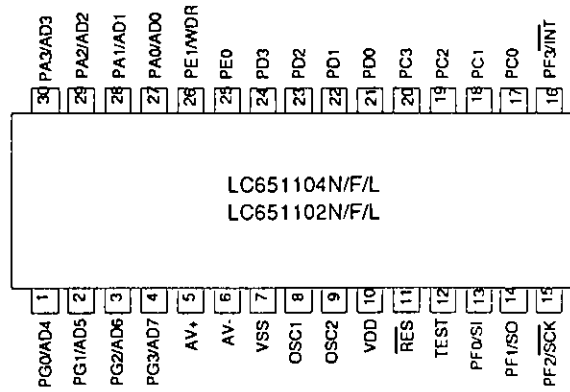 PA3/AD3
PA2/AD2
PA1/AD1
PA0/AD0
PE1/WDR
PE0
PD3
PD2
PD1
PD0
PC3
PC2
PC1
PC0
PF3/INT
30
29
28
27
26
25
24
23
22
21
20
19
18
17
16
LC651104N/F/L
LC651102N/F/L
1
2
3
4
5
6
7
8
9
10
11
12
13
14
15
PG0/AD4
PG1/AD5
PG2/AD6
PG3/AD7
AV+
AV-
VSS
OSC1
OSC2
VDD
RES
TEST
PF0/SI
PF1/SO
PF2/SCK